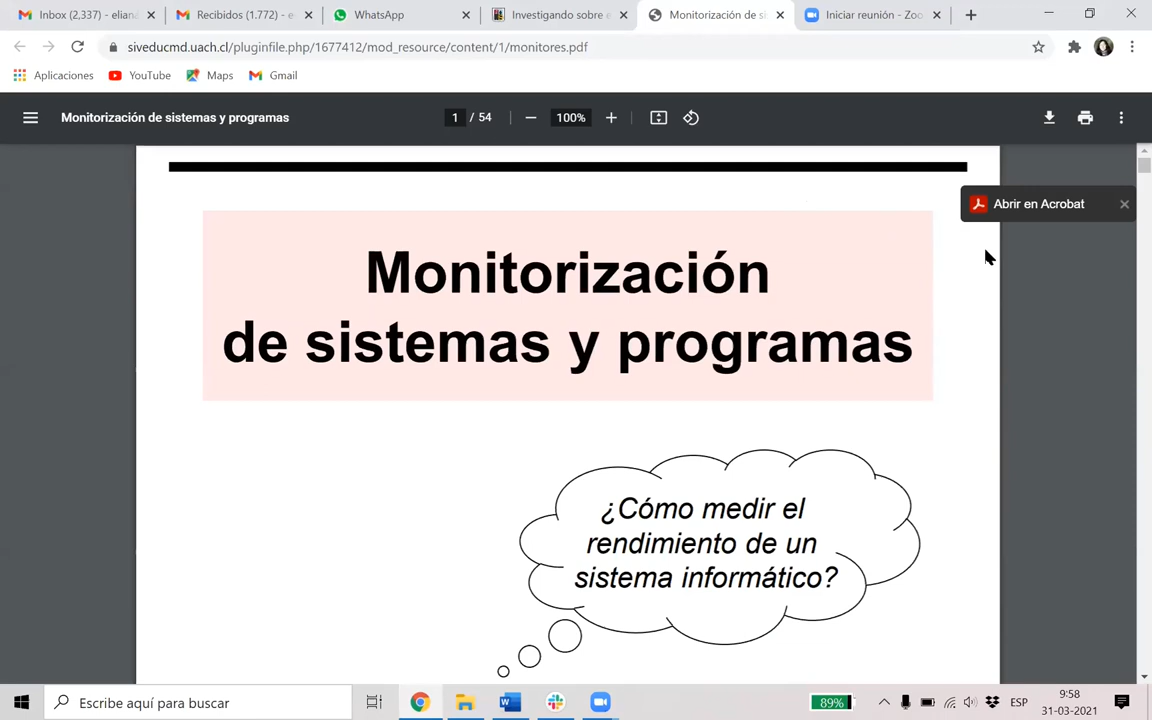 Inbox (2,337) - elian
Recibidos (1.772) - e
WhatsApp
Investigando sobre e
Monitorización de si
Iniciar reunión - Zoo
siveducmd.uach.cl/pluginfile.php/1677412/mod_resource/content/1/monitores.pdf
Aplicaciones
YouTube
Maps
Gmail
Monitorización de sistemas y programas
1 / 54
100%
Abrir en Acrobat
Monitorización
de sistemas y programas
¿Cómo medir el
rendimiento de un
sistema informático?
Escribe aquí para buscar
89%
ESP
9:58
31-03-2021